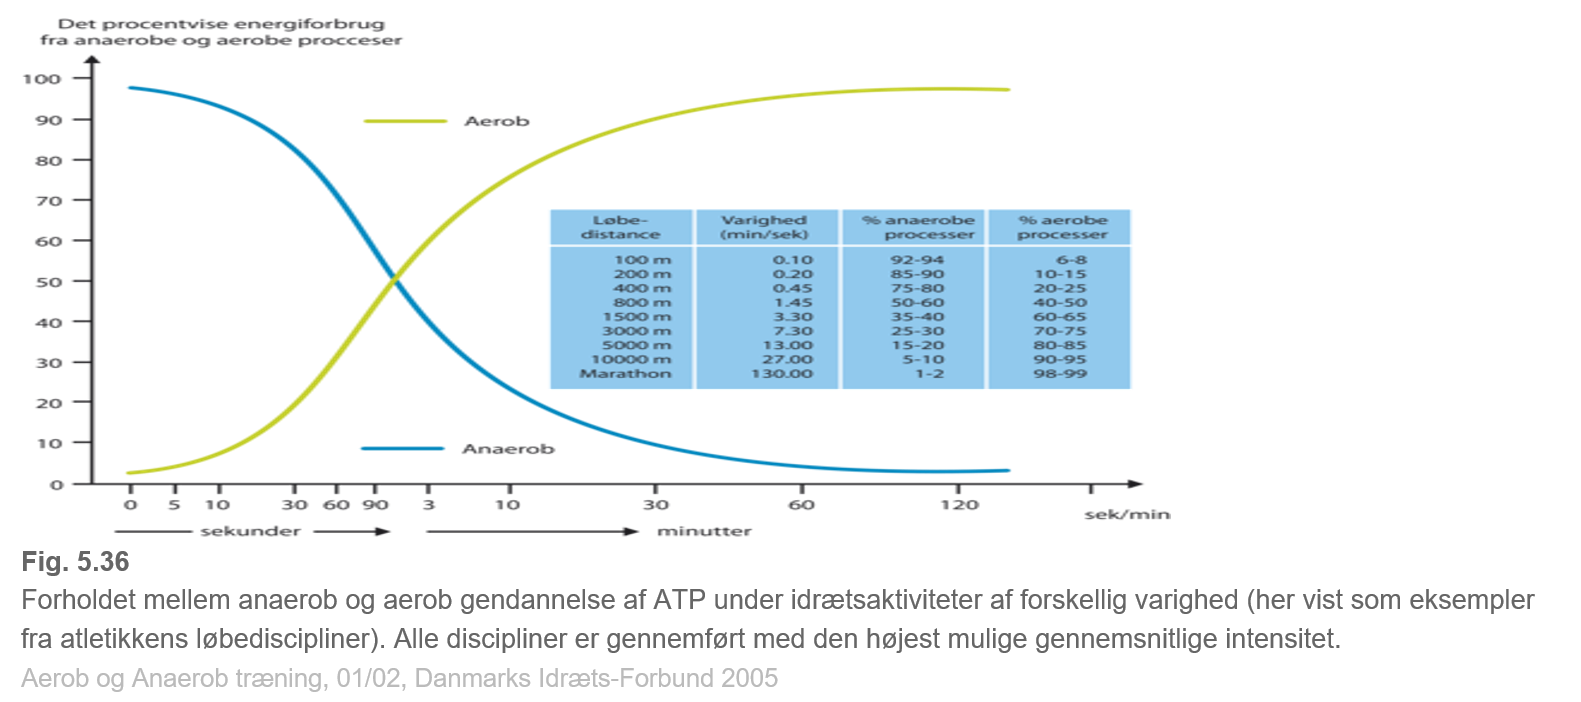 Det procentvise energiforbrug
fra anaerobe og aerobe procceser
100
90
80
70
60
50
40
30
20
10
0
Aerob
Anaerob
Løbe- Varighed % anaerobe % aerobe
distance (min/sek) processer processer
100 m 0.10 92-94 6-8
200 m 0.20 85-90 10-15
400 m 0.45 75-80 20-25
800 m 1.45 50-60 40-50
1500 m 3.30 35-40 60-65
3000 m 7.30 25-30 70-75
5000 m 13.00 15-20 80-85
10000 m 27.00 5-10 90-95
Marathon 130.00 1-2 98-99
0 5 10 30 60 90 3 10 30 60 120
sek/min
sekunder minutter
Fig. 5.36
Forholdet mellem anaerob og aerob gendannelse af ATP under idrætsaktiviteter af forskellig varighed (her vist som eksempler
fra atletikkens løbediscipliner). Alle discipliner er gennemført med den højest mulige gennemsnitlige intensitet.
Aerob og Anaerob træning, 01/02, Danmarks Idræts-Forbund 2005